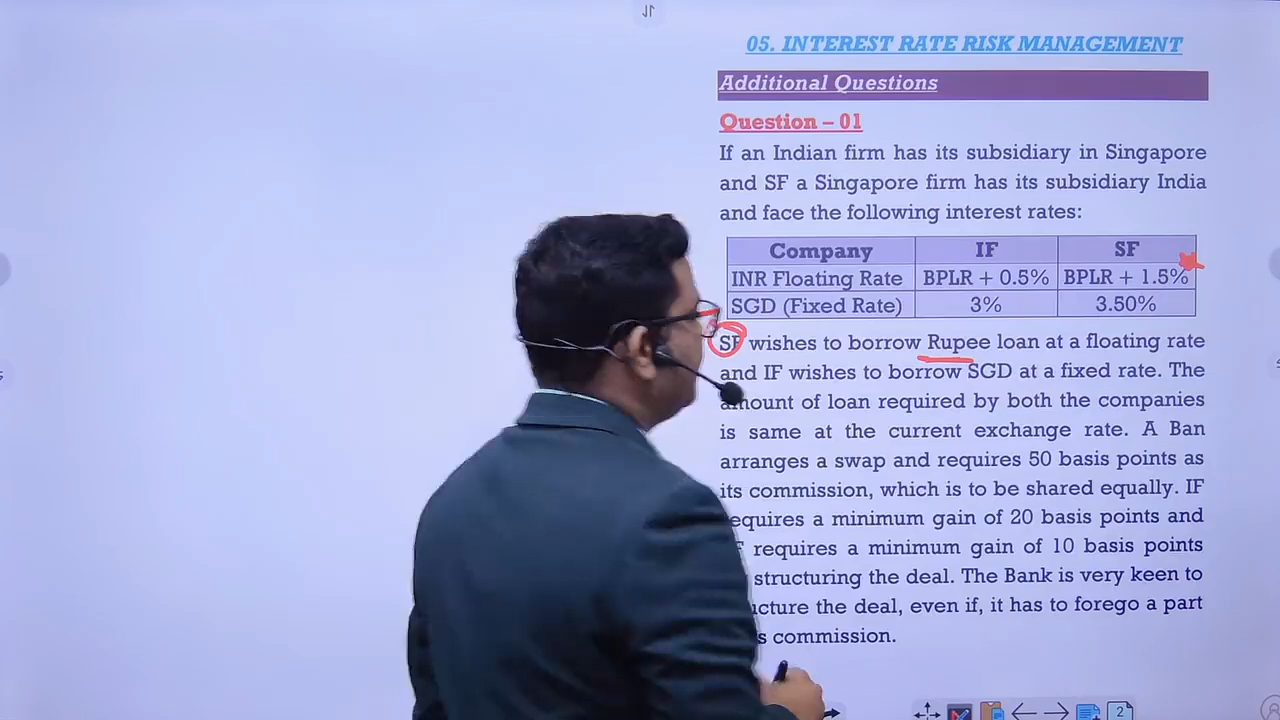 05. INTEREST RATE RISK MANAGEMENT
Additional Questions
Question – 01
If an Indian firm has its subsidiary in Singapore
and SF a Singapore firm has its subsidiary India
and face the following interest rates:
Company IF SF
INR Floating Rate BPLR + 0.5% BPLR + 1.5%
SGD (Fixed Rate) 3% 3.50%
SF wishes to borrow Rupee loan at a floating rate
and IF wishes to borrow SGD at a fixed rate. The
amount of loan required by both the companies
is same at the current exchange rate. A Ban
arranges a swap and requires 50 basis points as
its commission, which is to be shared equally. IF
equires a minimum gain of 20 basis points and
requires a minimum gain of 10 basis points
structuring the deal. The Bank is very keen to
ucture the deal, even if, it has to forego a part
s commission.
2